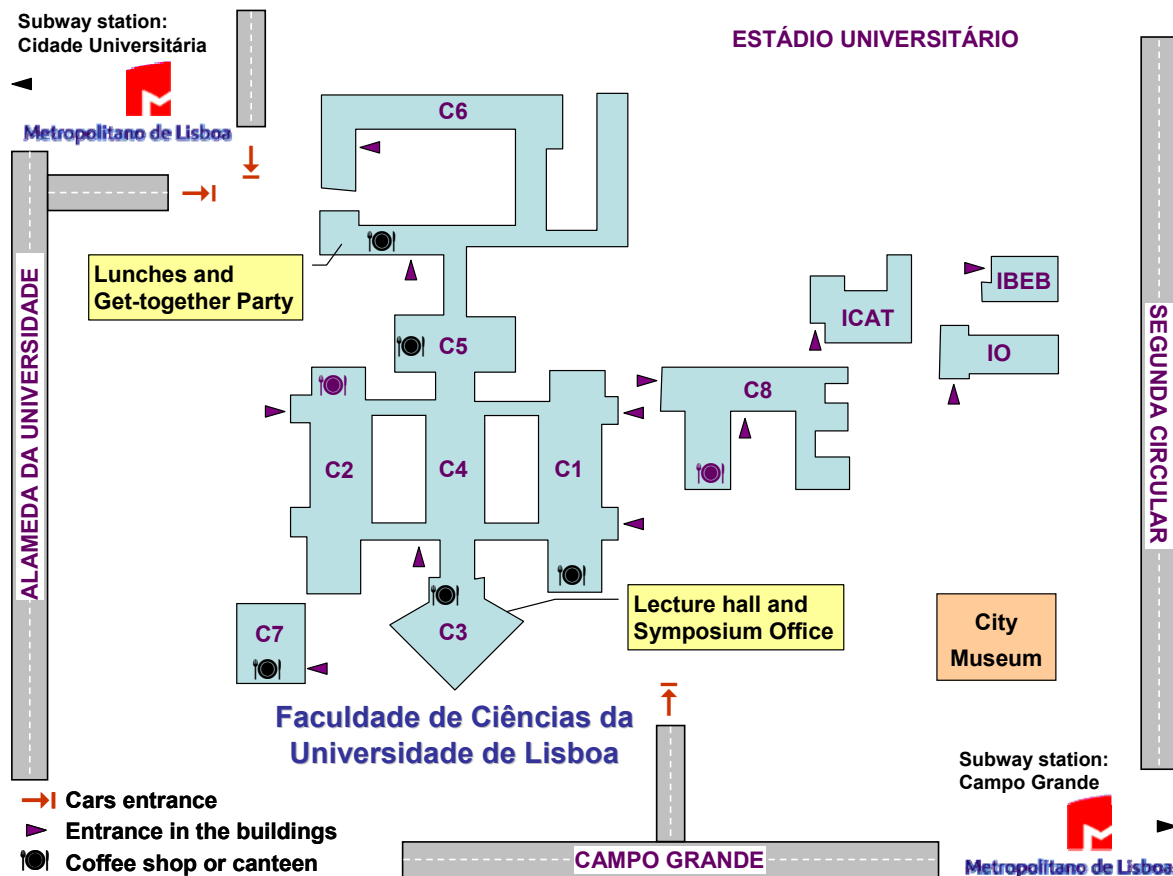 Subway station:
Cidade Universitária
Metropolitano de Lisboa
ESTÁDIO UNIVERSITÁRIO
C6
Lunches and
Get-together Party
ALAMEDA DA UNIVERSIDADE
IBEB
ICAT
IO
SEGUNDA CIRCULAR
C5
C8
C2
C4
C1
Lecture hall and
Symposium Office
C7
C3
City
Museum
Faculdade de Ciências da
Universidade de Lisboa
Subway station:
Campo Grande
Metropolitano de Lisboa
Cars entrance
Entrance in the buildings
Coffee shop or canteen
CAMPO GRANDE